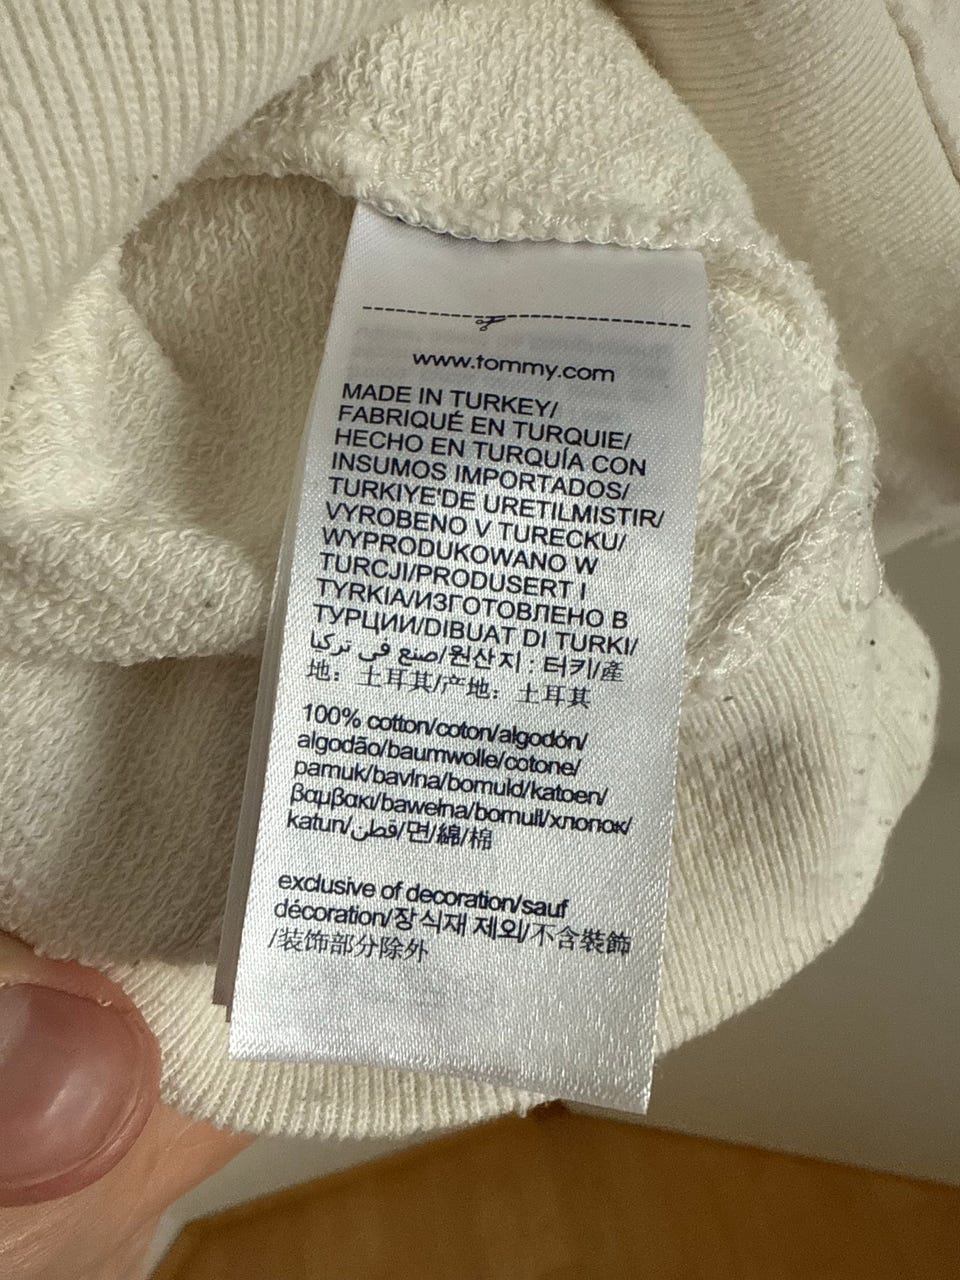 www.tommy.com
MADE IN TURKEY/
FABRIQUÉ EN TURQUIE/
HECHO EN TURQUÍA CON
INSUMOS IMPORTADOS/
TURKIYE'DE URETILMISTIR/
VYROBENO V TURECKU/
WYPRODUKOWANO W
TURCJI/PRODUSERT I
TYRKIA/ИЗГОТОВЛЕНО В
ТУРЦИИ/DIBUAT DI TURKI/
صنع في تركيا/원산지 : 터키/產
地：土耳其/产地：土耳其
100% cotton/coton/algodón/
algodão/baumwolle/cotone/
pamuk/bavlna/bomuld/katoen/
βαμβακι/bawełna/bomull/хлопок/
katun/قطن/면/綿/棉
exclusive of decoration/sauf
décoration/장식재 제외/不含裝飾
/装饰部分除外